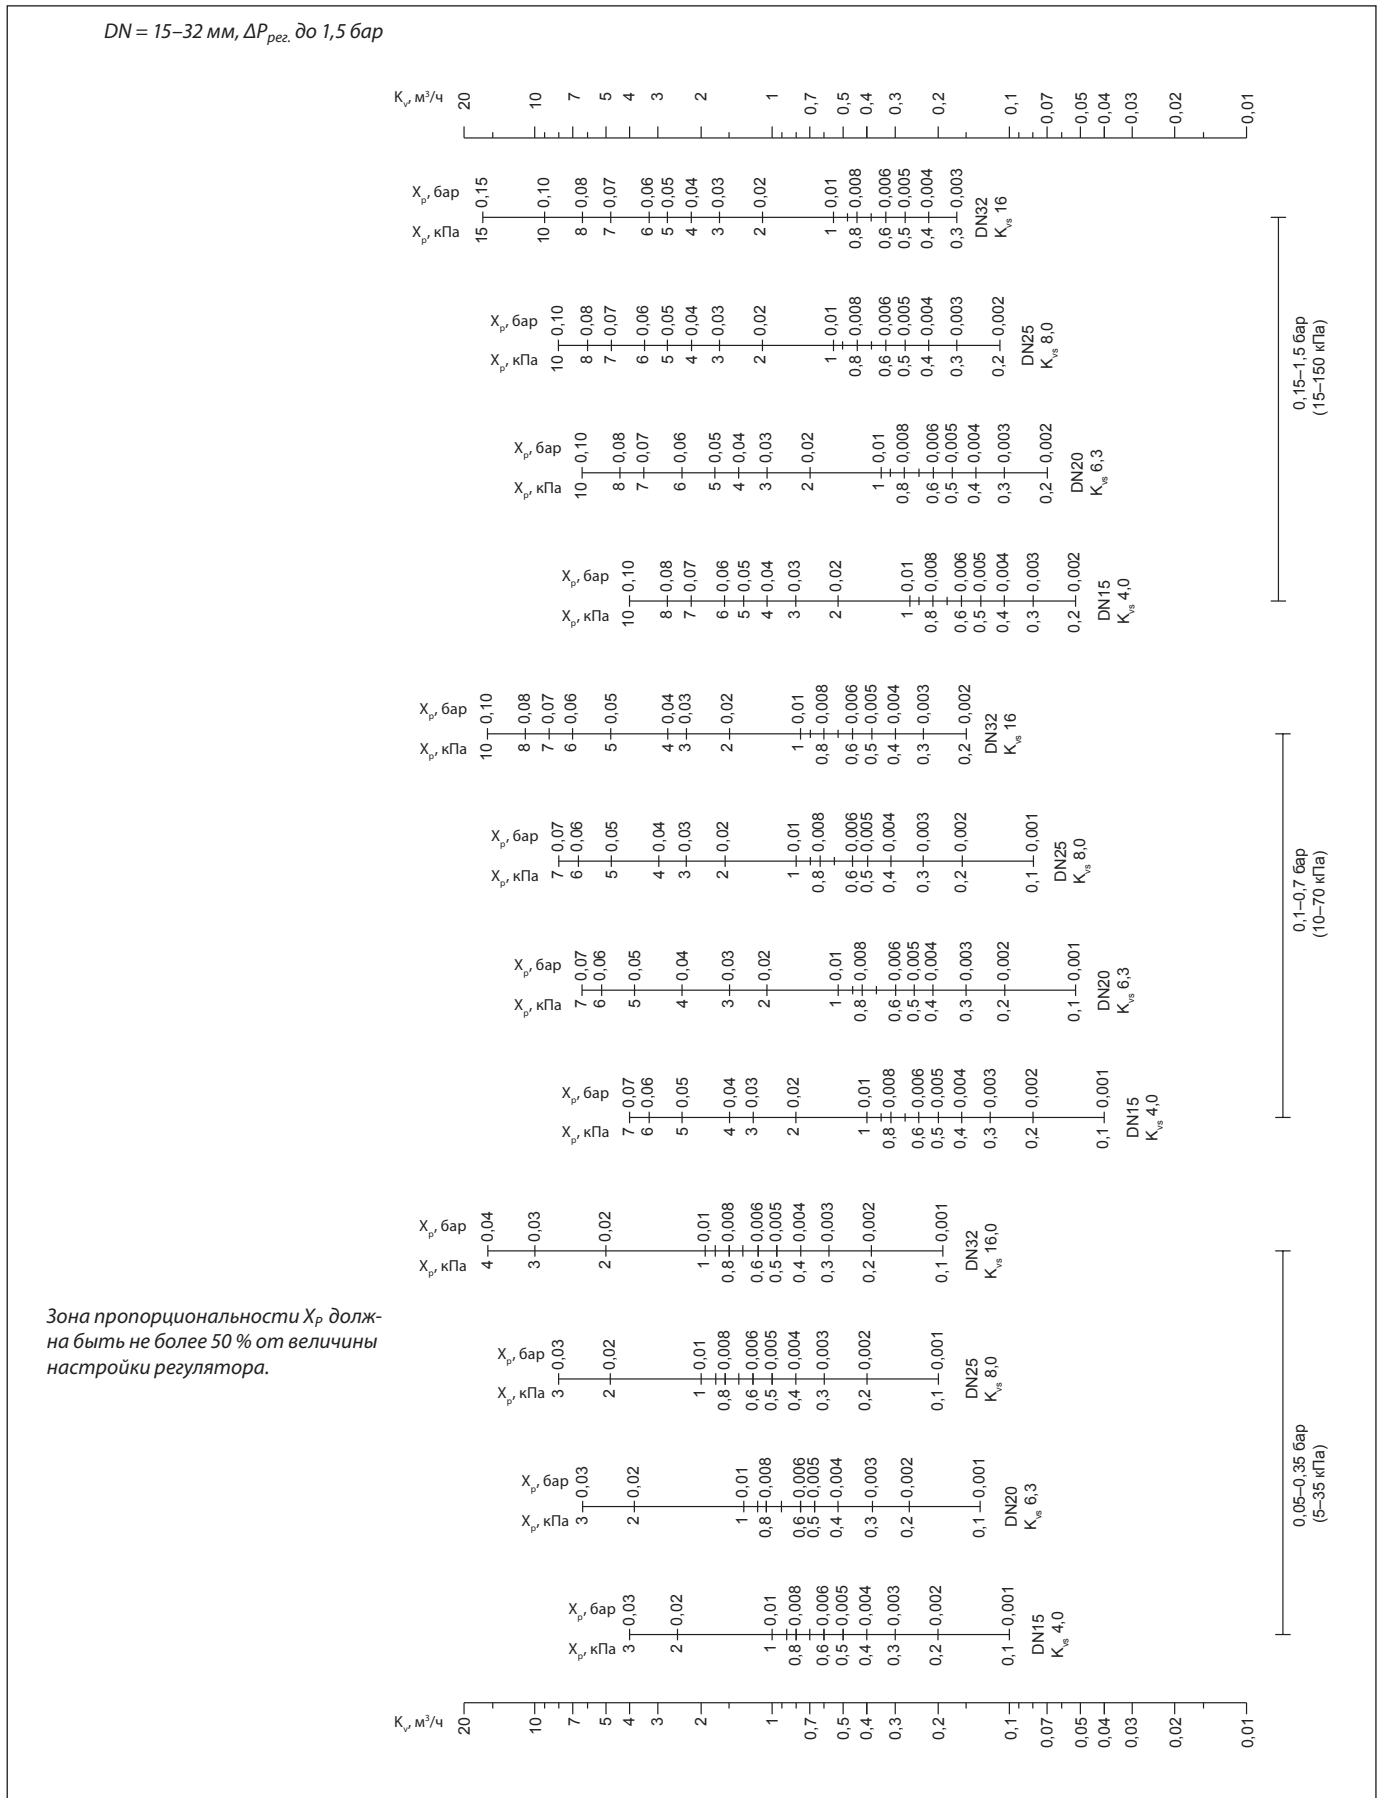 DN = 15–32 мм, ΔPрег. до 1,5 бар
Kv, м³/ч 20 10 7 5 4 3 2 1 0,7 0,5 0,4 0,3 0,2 0,1 0,07 0,05 0,04 0,03 0,02 0,01
Xp, бар 0,15 0,10 0,08 0,07 0,06 0,05 0,04 0,03 0,02 0,01 0,008 0,006 0,005 0,004 0,003
Xp, кПа 15 10 8 7 6 5 4 3 2 1 0,8 0,6 0,5 0,4 0,3
DN32
Kvs 16
Xp, бар 0,10 0,08 0,07 0,06 0,05 0,04 0,03 0,02 0,01 0,008 0,006 0,005 0,004 0,003 0,002
Xp, кПа 10 8 7 6 5 4 3 2 1 0,8 0,6 0,5 0,4 0,3 0,2
DN25
Kvs 8,0
Xp, бар 0,10 0,08 0,07 0,06 0,05 0,04 0,03 0,02 0,01 0,008 0,006 0,005 0,004 0,003 0,002
Xp, кПа 10 8 7 6 5 4 3 2 1 0,8 0,6 0,5 0,4 0,3 0,2
DN20
Kvs 6,3
Xp, бар 0,10 0,08 0,07 0,06 0,05 0,04 0,03 0,02 0,01 0,008 0,006 0,005 0,004 0,003 0,002
Xp, кПа 10 8 7 6 5 4 3 2 1 0,8 0,6 0,5 0,4 0,3 0,2
DN15
Kvs 4,0
0,15–1,5 бар
(15–150 кПа)
Xp, бар 0,10 0,08 0,07 0,06 0,05 0,04 0,03 0,02 0,01 0,008 0,006 0,005 0,004 0,003 0,002
Xp, кПа 10 8 7 6 5 4 3 2 1 0,8 0,6 0,5 0,4 0,3 0,2
DN32
Kvs 16
Xp, бар 0,07 0,06 0,05 0,04 0,03 0,02 0,01 0,008 0,006 0,005 0,004 0,003 0,002 0,001
Xp, кПа 7 6 5 4 3 2 1 0,8 0,6 0,5 0,4 0,3 0,2 0,1
DN25
Kvs 8,0
Xp, бар 0,07 0,06 0,05 0,04 0,03 0,02 0,01 0,008 0,006 0,005 0,004 0,003 0,002 0,001
Xp, кПа 7 6 5 4 3 2 1 0,8 0,6 0,5 0,4 0,3 0,2 0,1
DN20
Kvs 6,3
Xp, бар 0,07 0,06 0,05 0,04 0,03 0,02 0,01 0,008 0,006 0,005 0,004 0,003 0,002 0,001
Xp, кПа 7 6 5 4 3 2 1 0,8 0,6 0,5 0,4 0,3 0,2 0,1
DN15
Kvs 4,0
0,1–0,7 бар
(10–70 кПа)
Xp, бар 0,04 0,03 0,02 0,01 0,008 0,006 0,005 0,004 0,003 0,002 0,001
Xp, кПа 4 3 2 1 0,8 0,6 0,5 0,4 0,3 0,2 0,1
DN32
Kvs 16,0
Зона пропорциональности XP долж-
на быть не более 50 % от величины
настройки регулятора.
Xp, бар 0,03 0,02 0,01 0,008 0,006 0,005 0,004 0,003 0,002 0,001
Xp, кПа 3 2 1 0,8 0,6 0,5 0,4 0,3 0,2 0,1
DN25
Kvs 8,0
Xp, бар 0,03 0,02 0,01 0,008 0,006 0,005 0,004 0,003 0,002 0,001
Xp, кПа 3 2 1 0,8 0,6 0,5 0,4 0,3 0,2 0,1
DN20
Kvs 6,3
Xp, бар 0,03 0,02 0,01 0,008 0,006 0,005 0,004 0,003 0,002 0,001
Xp, кПа 3 2 1 0,8 0,6 0,5 0,4 0,3 0,2 0,1
DN15
Kvs 4,0
0,05–0,35 бар
(5–35 кПа)
Kv, м³/ч 20 10 7 5 4 3 2 1 0,7 0,5 0,4 0,3 0,2 0,1 0,07 0,05 0,04 0,03 0,02 0,01